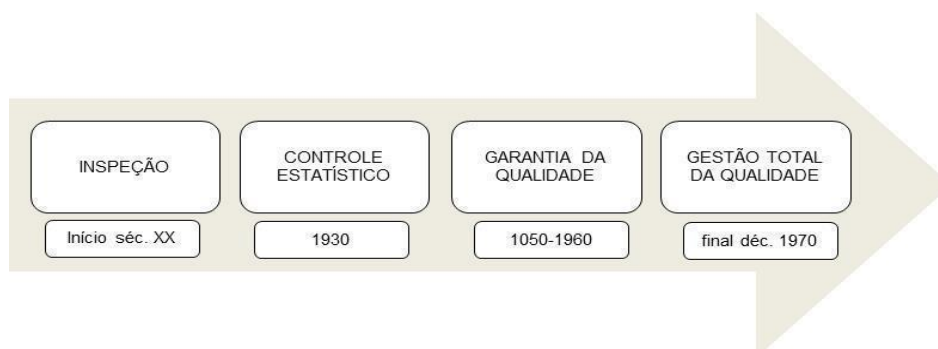 INSPEÇÃO
Início séc. XX
CONTROLE
ESTATÍSTICO
1930
GARANTIA DA
QUALIDADE
1050-1960
GESTÃO TOTAL
DA QUALIDADE
final déc. 1970